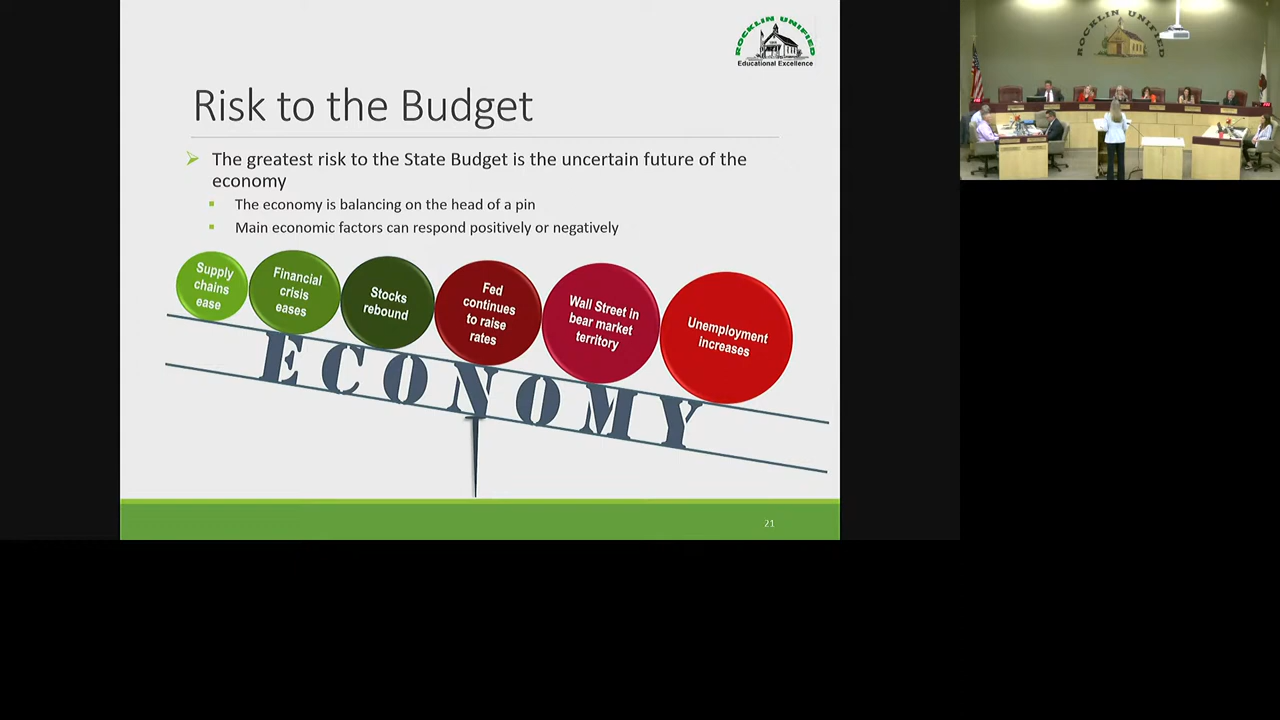 ROCKLIN UNIFIED
Educational Excellence
Risk to the Budget
The greatest risk to the State Budget is the uncertain future of the
economy
The economy is balancing on the head of a pin
Main economic factors can respond positively or negatively
Supply
chains
ease
Financial
crisis
eases
Stocks
rebound
Fed
continues
to raise
rates
Wall Street in
bear market
territory
Unemployment
increases
ECONOMY
21
ROCKLIN UNIFIED